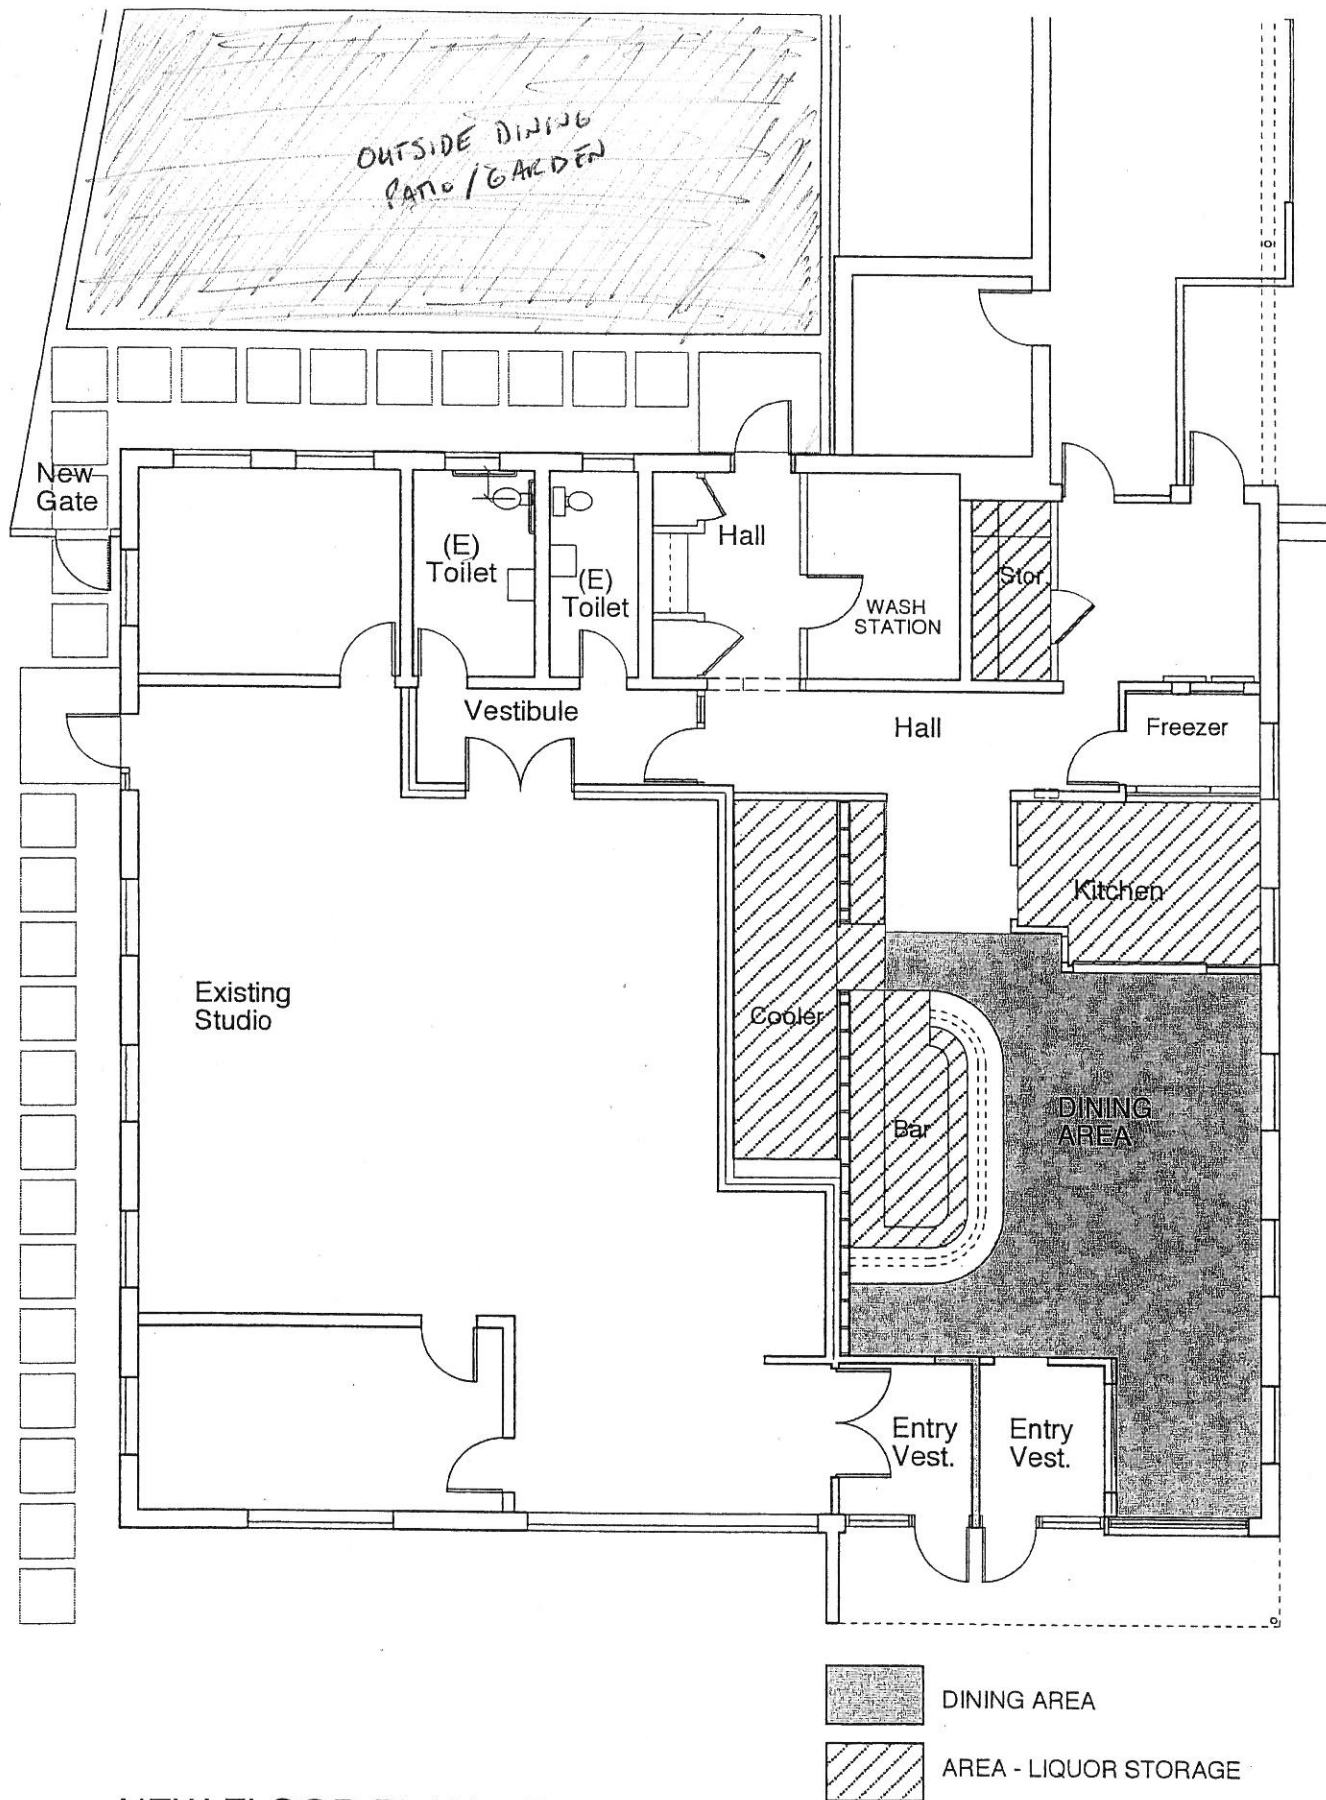 OUTSIDE DINING
PATIO / GARDEN
New
Gate
(E)
Toilet
(E)
Toilet
Hall
WASH
STATION
Stor.
Vestibule
Hall
Freezer
Kitchen
Existing
Studio
Cooler
Bar
DINING
AREA
Entry
Vest.
Entry
Vest.
DINING AREA
AREA - LIQUOR STORAGE